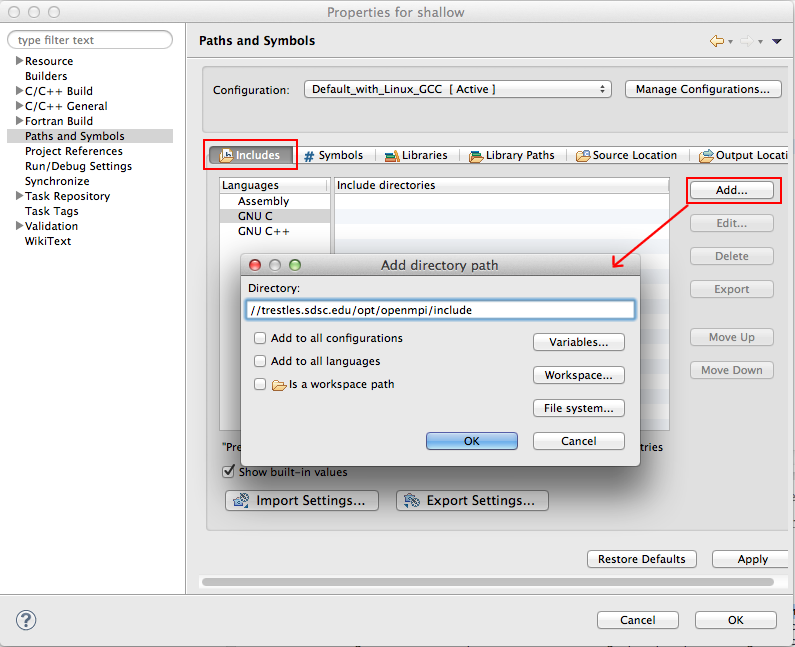 Properties for shallow
type filter text
Resource
Builders
C/C++ Build
C/C++ General
Fortran Build
Paths and Symbols
Project References
Run/Debug Settings
Synchronize
Task Repository
Task Tags
Validation
WikiText
Paths and Symbols
Configuration:
Default_with_Linux_GCC [ Active ]
Manage Configurations...
Includes
# Symbols
Libraries
Library Paths
Source Location
Output Locati
Languages
Assembly
GNU C
GNU C++
Include directories
Add...
Edit...
Delete
Export
Move Up
Move Down
Add directory path
Directory:
//trestles.sdsc.edu/opt/openmpi/include
Add to all configurations
Add to all languages
Is a workspace path
Variables...
Workspace...
File system...
OK
Cancel
"Pre
tries
Show built-in values
Import Settings...
Export Settings...
Restore Defaults
Apply
?
Cancel
OK